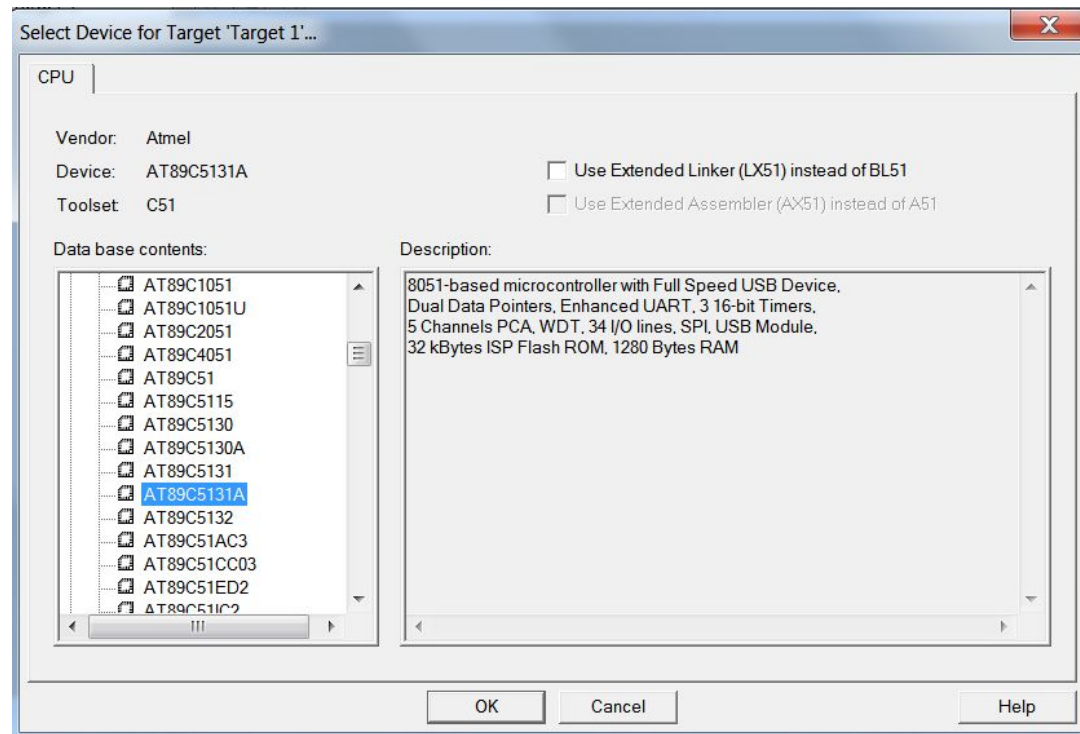 Select Device for Target 'Target 1'...
CPU
Vendor: Atmel
Device: AT89C5131A
Toolset: C51
Use Extended Linker (LX51) instead of BL51
Use Extended Assembler (AX51) instead of A51
Data base contents:
AT89C1051
AT89C1051U
AT89C2051
AT89C4051
AT89C51
AT89C5115
AT89C5130
AT89C5130A
AT89C5131
AT89C5131A
AT89C5132
AT89C51AC3
AT89C51CC03
AT89C51ED2
AT89C51IC2
Description:
8051-based microcontroller with Full Speed USB Device,
Dual Data Pointers, Enhanced UART, 3 16-bit Timers,
5 Channels PCA, WDT, 34 I/O lines, SPI, USB Module,
32 kBytes ISP Flash ROM, 1280 Bytes RAM
OK
Cancel
Help